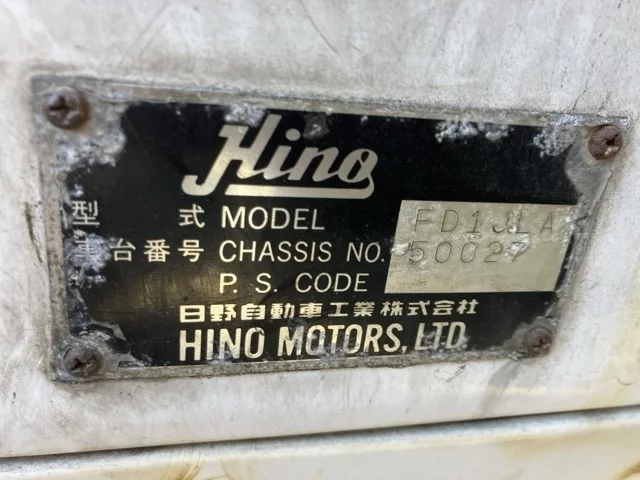 Hino
型 式 MODEL FD1JLA
車台番号 CHASSIS NO. 50027
P. S. CODE
日野自動車工業株式会社
HINO MOTORS, LTD.